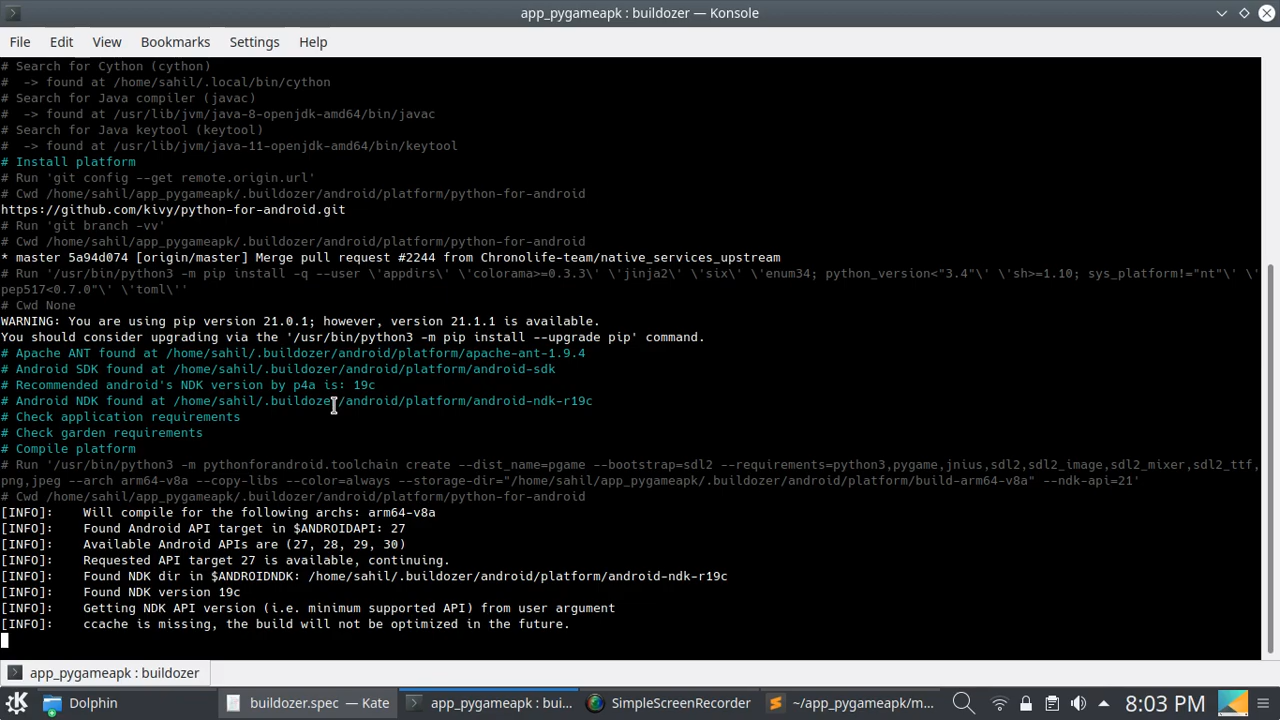 app_pygameapk : buildozer — Konsole
File Edit View Bookmarks Settings Help
# Search for Cython (cython)
#  -> found at /home/sahil/.local/bin/cython
# Search for Java compiler (javac)
#  -> found at /usr/lib/jvm/java-8-openjdk-amd64/bin/javac
# Search for Java keytool (keytool)
#  -> found at /usr/lib/jvm/java-11-openjdk-amd64/bin/keytool
# Install platform
# Run 'git config --get remote.origin.url'
# Cwd /home/sahil/app_pygameapk/.buildozer/android/platform/python-for-android
https://github.com/kivy/python-for-android.git
# Run 'git branch -vv'
# Cwd /home/sahil/app_pygameapk/.buildozer/android/platform/python-for-android
* master 5a94d074 [origin/master] Merge pull request #2244 from Chronolife-team/native_services_upstream
# Run '/usr/bin/python3 -m pip install -q --user \'appdirs\' \'colorama>=0.3.3\' \'jinja2\' \'six\' \'enum34; python_version<"3.4"\' \'sh>=1.10; sys_platform!="nt"\' \'
pep517<0.7.0"\' \'toml\''
# Cwd None
WARNING: You are using pip version 21.0.1; however, version 21.1.1 is available.
You should consider upgrading via the '/usr/bin/python3 -m pip install --upgrade pip' command.
# Apache ANT found at /home/sahil/.buildozer/android/platform/apache-ant-1.9.4
# Android SDK found at /home/sahil/.buildozer/android/platform/android-sdk
# Recommended android's NDK version by p4a is: 19c
# Android NDK found at /home/sahil/.buildozer/android/platform/android-ndk-r19c
# Check application requirements
# Check garden requirements
# Compile platform
# Run '/usr/bin/python3 -m pythonforandroid.toolchain create --dist_name=pgame --bootstrap=sdl2 --requirements=python3,pygame,jnius,sdl2,sdl2_image,sdl2_mixer,sdl2_ttf,
png,jpeg --arch arm64-v8a --copy-libs --color=always --storage-dir="/home/sahil/app_pygameapk/.buildozer/android/platform/build-arm64-v8a" --ndk-api=21'
# Cwd /home/sahil/app_pygameapk/.buildozer/android/platform/python-for-android
[INFO]:    Will compile for the following archs: arm64-v8a
[INFO]:    Found Android API target in $ANDROIDAPI: 27
[INFO]:    Available Android APIs are (27, 28, 29, 30)
[INFO]:    Requested API target 27 is available, continuing.
[INFO]:    Found NDK dir in $ANDROIDNDK: /home/sahil/.buildozer/android/platform/android-ndk-r19c
[INFO]:    Found NDK version 19c
[INFO]:    Getting NDK API version (i.e. minimum supported API) from user argument
[INFO]:    ccache is missing, the build will not be optimized in the future.
app_pygameapk : buildozer
Dolphin buildozer.spec — Kate app_pygameapk : bui... SimpleScreenRecorder ~/app_pygameapk/m... 8:03 PM